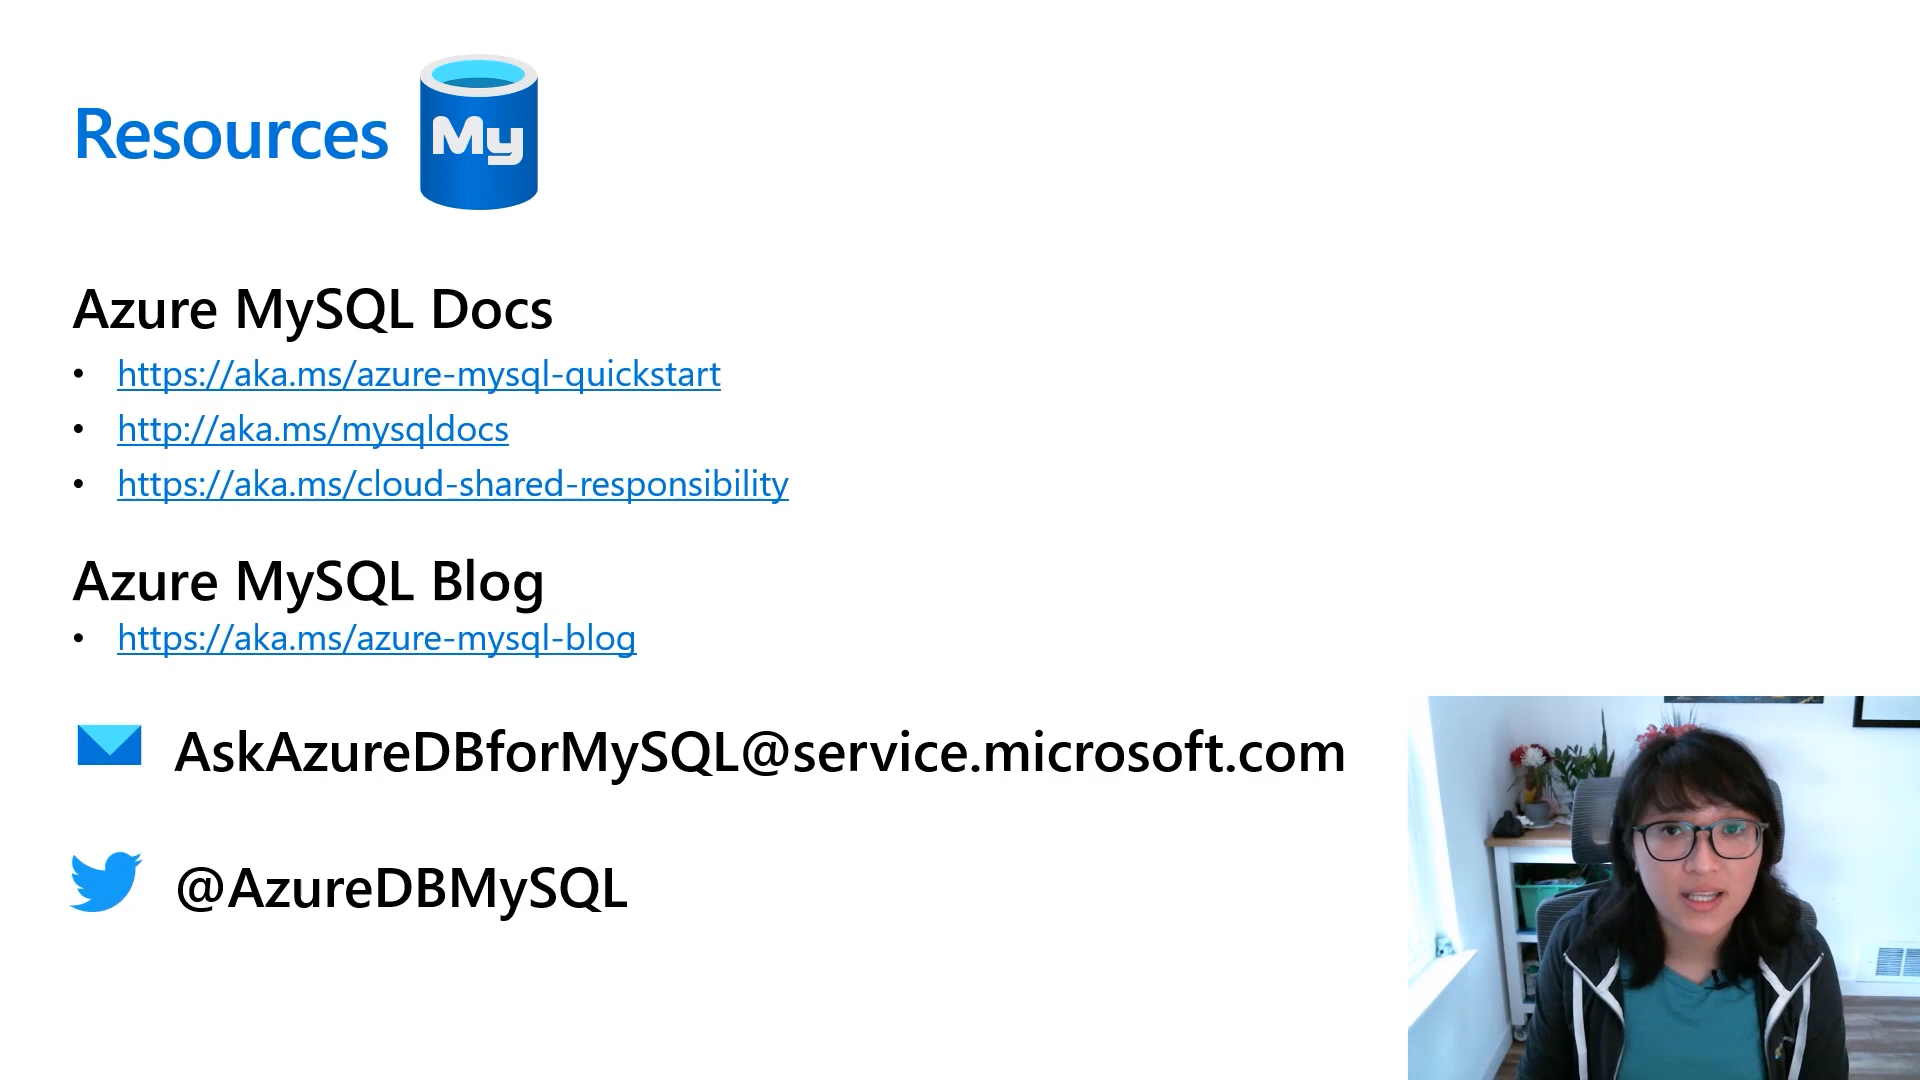 Resources
My
Azure MySQL Docs
• https://aka.ms/azure-mysql-quickstart
• http://aka.ms/mysqldocs
• https://aka.ms/cloud-shared-responsibility
Azure MySQL Blog
• https://aka.ms/azure-mysql-blog
AskAzureDBforMySQL@service.microsoft.com
@AzureDBMySQL